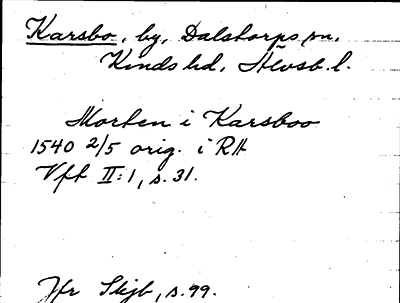 Karsbo, by, Dalstorps sn,
Kinds hd, Älvsb. l.
Morten i Karsboo
1540 2/5 orig. i RA
Vft II:1, s. 31.
Jfr Skjb, s. 99.